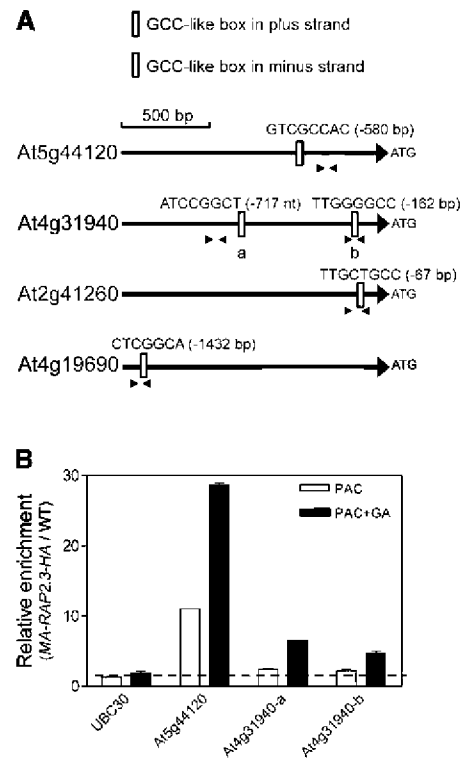 A
GCC-like box in plus strand
GCC-like box in minus strand
500 bp
GTCGCCAC (-580 bp)
At5g44120
ATG
ATCCGGCT (-717 nt) TTGGGGCC (-162 bp)
At4g31940
ATG
a b
TTGCTGCC (-67 bp)
At2g41260
ATG
CTCGGCA (-1432 bp)
At4g19690
ATG
B
Relative enrichment
(MA-RAP2.3-HA / WT)
30
20
10
0
PAC
PAC+GA
UBC30
At5g44120
At4g31940-a
At4g31940-b